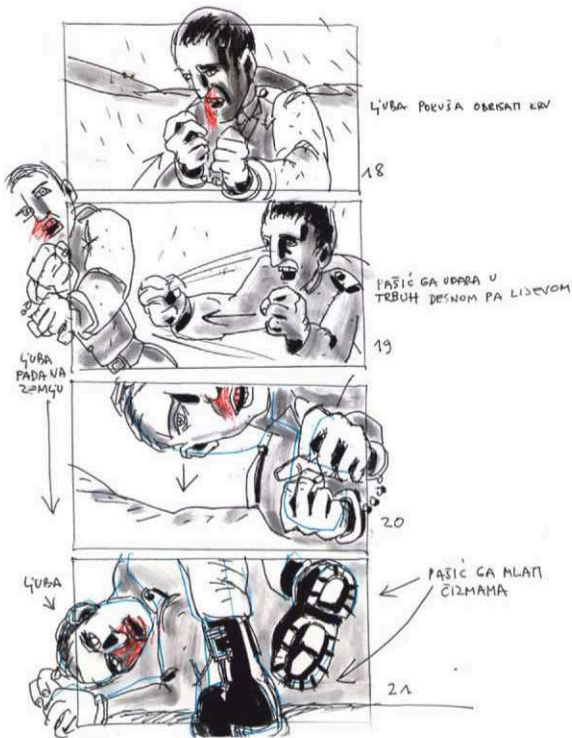 LJUBA POKUŠA OBRISATI KRV
18
PAŠIĆ GA UDARA U
TRBUH DESNOM PA LIJEVOM
19
LJUBA
PADA NA
ZEMLJU
20
LJUBA
PAŠIĆ GA MLATI
ČIZMAMA
21